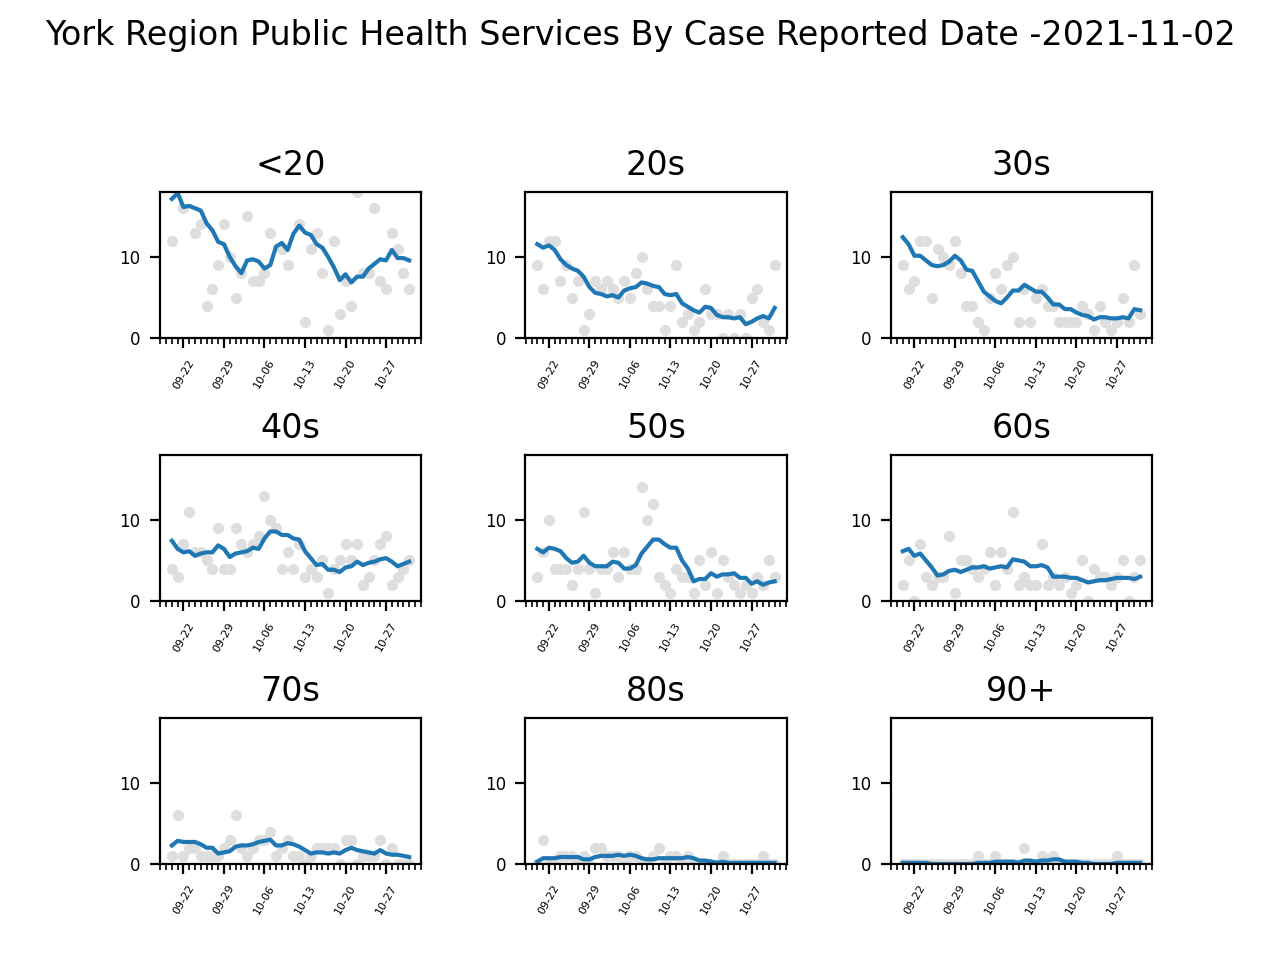 York Region Public Health Services By Case Reported Date -2021-11-02
<20 20s 30s
10 10 10
0 0 0
09-22 09-29 10-06 10-13 10-20 10-27 09-22 09-29 10-06 10-13 10-20 10-27 09-22 09-29 10-06 10-13 10-20 10-27
40s 50s 60s
10 10 10
0 0 0
09-22 09-29 10-06 10-13 10-20 10-27 09-22 09-29 10-06 10-13 10-20 10-27 09-22 09-29 10-06 10-13 10-20 10-27
70s 80s 90+
10 10 10
0 0 0
09-22 09-29 10-06 10-13 10-20 10-27 09-22 09-29 10-06 10-13 10-20 10-27 09-22 09-29 10-06 10-13 10-20 10-27